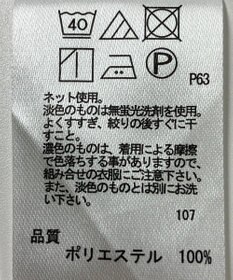 40
P
P63
ネット使用。
淡色のものは無蛍光洗剤を使用。
よくすすぎ、絞りの後すぐに干
すこと。
濃色のものは、着用による摩擦
で色落ちする事がありますので、
組み合せの衣服にご注意下さい。
また、淡色のものとは別にお洗
い下さい。
107
品質
ポリエステル 100%